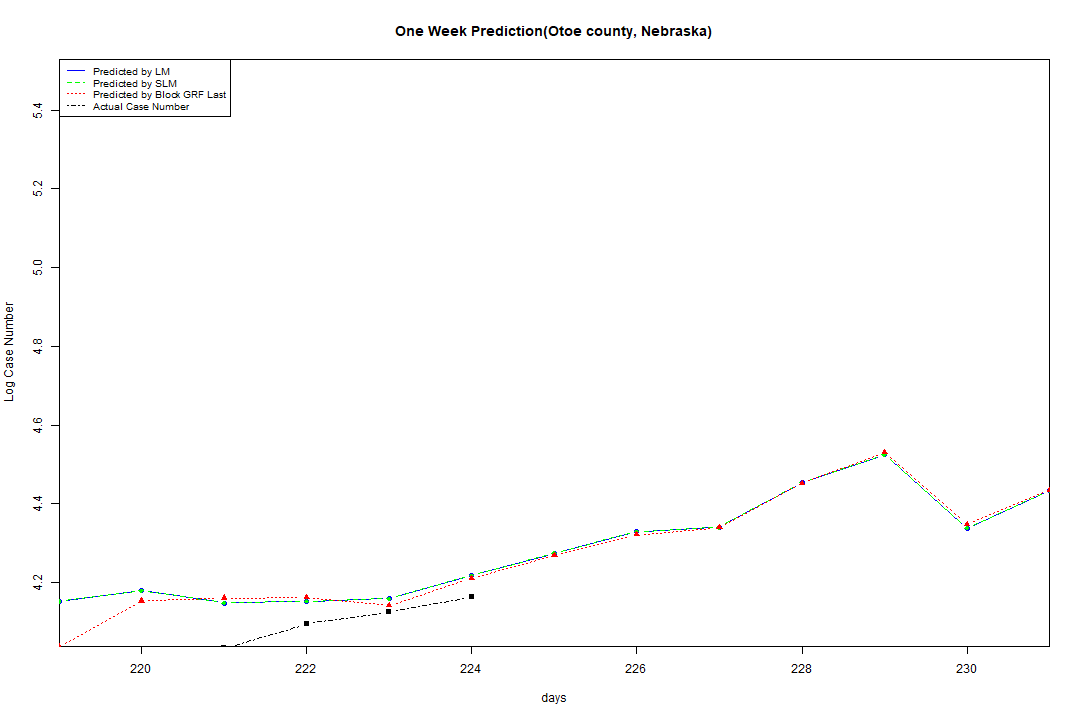 One Week Prediction(Otoe county, Nebraska)
Predicted by LM
Predicted by SLM
Predicted by Block GRF Last
Actual Case Number
5.4
5.2
5.0
4.8
4.6
4.4
4.2
Log Case Number
220
222
224
226
228
230
days